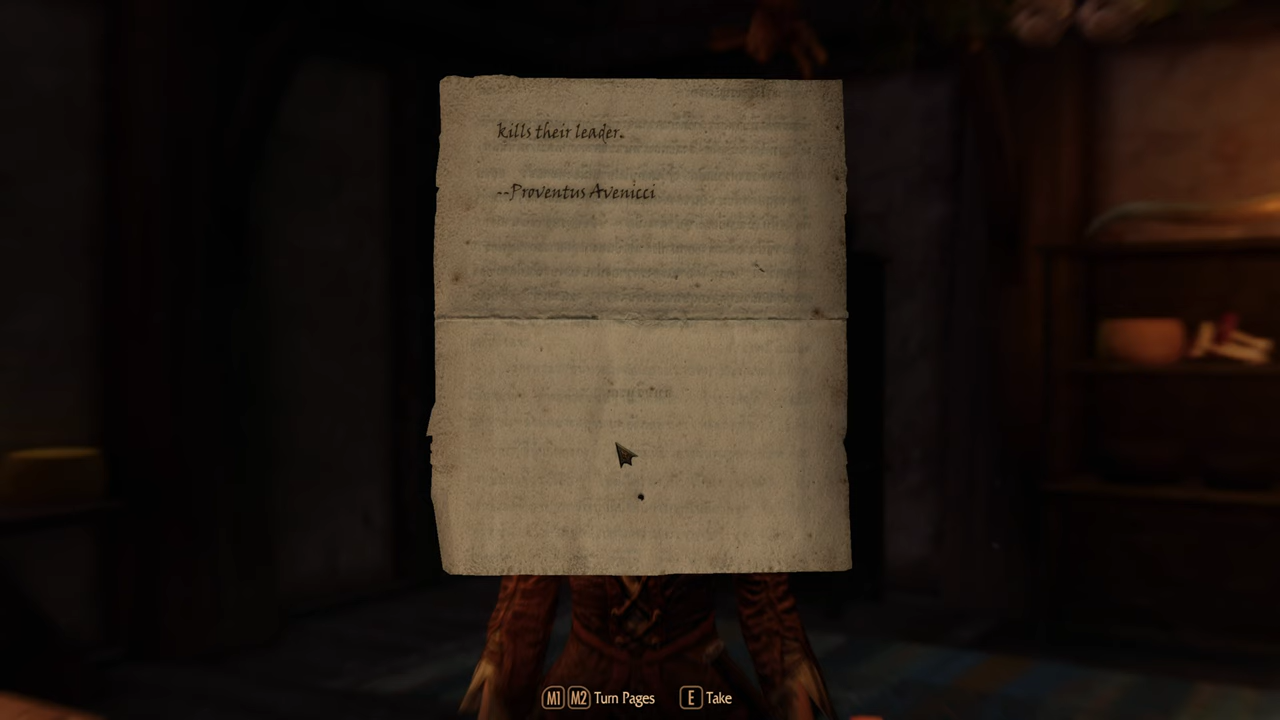 kills their leader.
--Proventus Avenicci
M1 M2 Turn Pages E Take